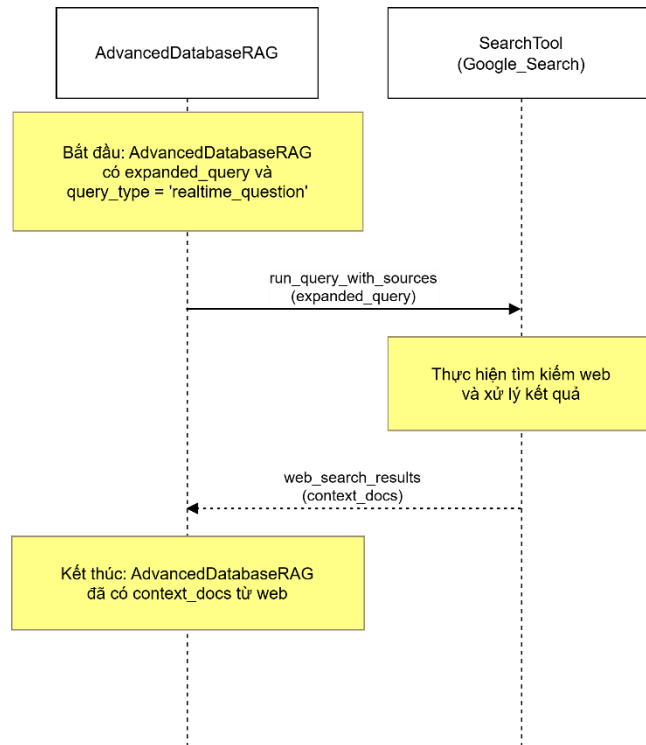 AdvancedDatabaseRAG
SearchTool
(Google_Search)
Bắt đầu: AdvancedDatabaseRAG
có expanded_query và
query_type = 'realtime_question'
run_query_with_sources
(expanded_query)
Thực hiện tìm kiếm web
và xử lý kết quả
web_search_results
(context_docs)
Kết thúc: AdvancedDatabaseRAG
đã có context_docs từ web